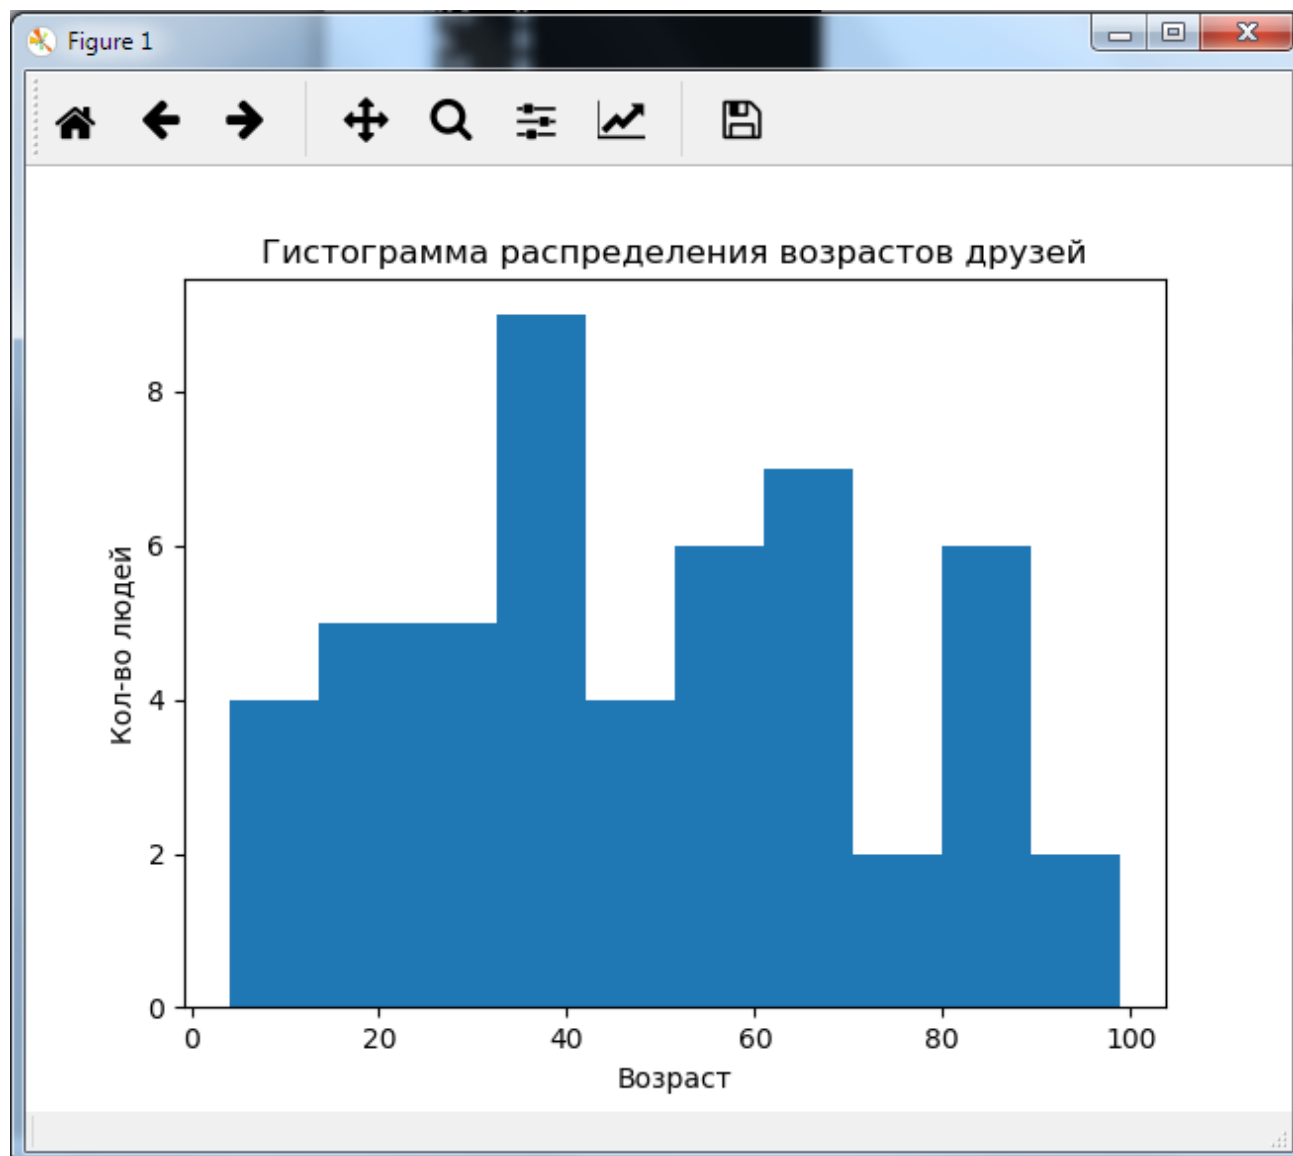 Figure 1
Гистограмма распределения возрастов друзей
8
6
4
2
0
Кол-во людей
0 20 40 60 80 100
Возраст